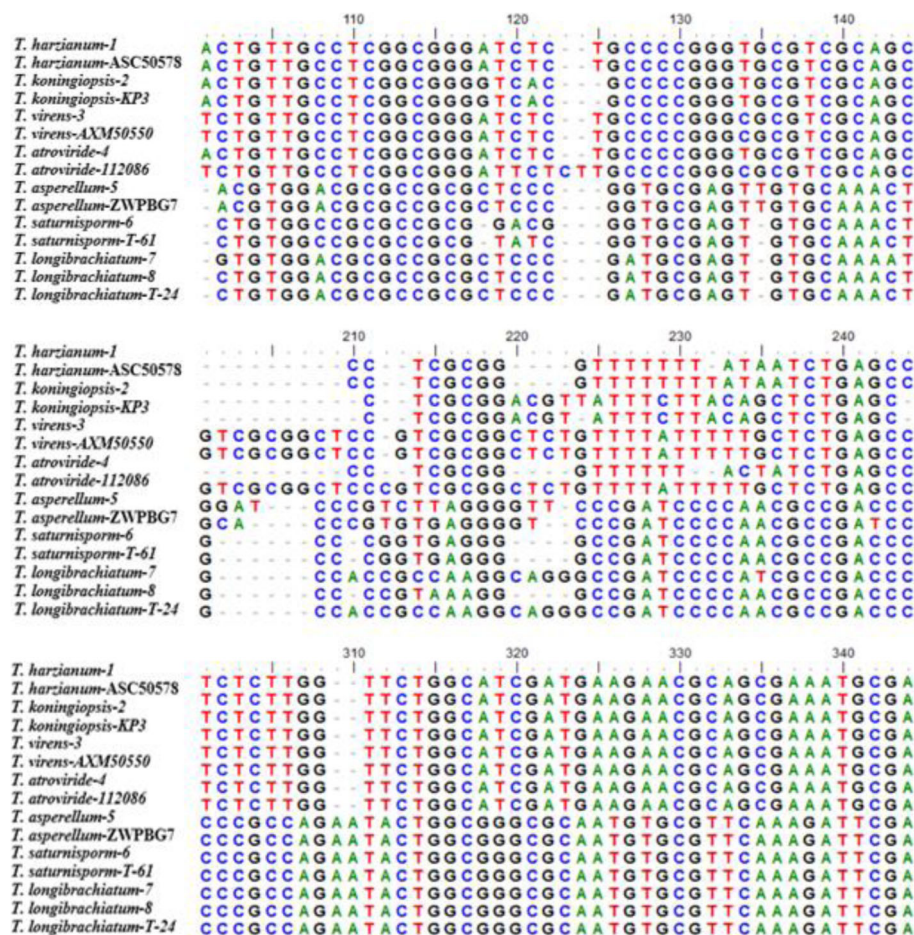 110 120 130 140
T. harzianum-1 ACTGTTGCCTCGGCGGGATCTC--TGCCCCGGGTGCGTCGCAGC
T. harzianum-ASC50578 ACTGTTGCCTCGGCGGGATCTC--TGCCCCGGGTGCGTCGCAGC
T. koningiopsis-2 ACTGTTGCCTCGGCGGGGTCAC---GCCCCGGGTGCGTCGCAGC
T. koningiopsis-KP3 ACTGTTGCCTCGGCGGGGTCAC---GCCCCGGGTGCGTCGCAGC
T. virens-3 TCTGTTGCCTCGGCGGGATCTC--TGCCCCGGGCGCGTCGCAGC
T. virens-AXM50550 TCTGTTGCCTCGGCGGGATCTC--TGCCCCGGGCGCGTCGCAGC
T. atroviride-4 ACTGTTGCCTCGGCGGGATCTC--TGCCCCGGGTGCGTCGCAGC
T. atroviride-112086 TCTGTTGCCTCGGCGGGATTCTCTTGCCCCGGGCGCGTCGCAGC
T. asperellum-5 -ACGTGGACGCGCCGCGCTCCC---GGTGCGAGTTGTGCAAACT
T. asperellum-ZWPBG7 -ACGTGGACGCGCCGCGCTCCC---GGTGCGAGTTGTGCAAACT
T. saturnisporm-6 -CTGTGGCCGCGCCGCG-GACG---GGTGCGAGT-GTGCAAACT
T. saturnisporm-T-61 -CTGTGGCCGCGCCGCG-TATC---GGTGCGAGT-GTGCAAACT
T. longibrachiatum-7 -GTGTGGACGCGCCGCGCTCCC---GATGCGAGT-GTGCAAAAT
T. longibrachiatum-8 -CTGTGGACGCGCCGCGCTCCC---GATGCGAGT-GTGCAAACT
T. longibrachiatum-T-24 -CTGTGGACGCGCCGCGCTCCC---GATGCGAGT-GTGCAAACT
210 220 230 240
T. harzianum-1 ---------CC--TCGCGG----GTTTTTTT-ATAATCTGAGCC
T. harzianum-ASC50578 ---------CC--TCGCGG----GTTTTTTTTATAATCTGAGCC
T. koningiopsis-2 ----------C--TCGCGGACGTTATTTCTTACAGCTCTGAGC-
T. koningiopsis-KP3 ----------C--TCGCGGACGT-ATTTCTTACAGCTCTGAGC-
T. virens-3 GTCGCGGCTCC-GTCGCGGCTCTGTTTTATTTTTGCTCTGAGCC
T. virens-AXM50550 GTCGCGGCTCC-GTCGCGGCTCTGTTTTATTTTTGCTCTGAGCC
T. atroviride-4 ---------CC--TCGCGG----GTTTTTT--ACTATCTGAGCC
T. atroviride-112086 GTCGCGGCTCCCGTCGCGGCTCTGTTTTATTTTTGCTCTGAGCC
T. asperellum-5 GGAT---CCCGTCTTAGGGGTT-CCCGATCCCCAACGCCGACCC
T. asperellum-ZWPBG7 GCA----CCCGTGTGAGGGGT--CCCGATCCCCAACGCCGATCC
T. saturnisporm-6 G------CC-CGGTGAGGG----GCCGATCCCCAACGCCGACCC
T. saturnisporm-T-61 G------CC-CGGTGAGGG----GCCGATCCCCAACGCCGACCC
T. longibrachiatum-7 G------CCACCGCCAAGGCAGGGCCGATCCCCATCGCCGACCC
T. longibrachiatum-8 G------CCACCGTAAAGG----GCCGATCCCCAACGCCGACCC
T. longibrachiatum-T-24 G------CCACCGCCAAGGCAGGGCCGATCCCCAACGCCGACCC
310 320 330 340
T. harzianum-1 TCTCTTGG--TTCTGGCATCGATGAAGAACGCAGCGAAATGCGA
T. harzianum-ASC50578 TCTCTTGG--TTCTGGCATCGATGAAGAACGCAGCGAAATGCGA
T. koningiopsis-2 TCTCTTGG--TTCTGGCATCGATGAAGAACGCAGCGAAATGCGA
T. koningiopsis-KP3 TCTCTTGG--TTCTGGCATCGATGAAGAACGCAGCGAAATGCGA
T. virens-3 TCTCTTGG--TTCTGGCATCGATGAAGAACGCAGCGAAATGCGA
T. virens-AXM50550 TCTCTTGG--TTCTGGCATCGATGAAGAACGCAGCGAAATGCGA
T. atroviride-4 TCTCTTGG--TTCTGGCATCGATGAAGAACGCAGCGAAATGCGA
T. atroviride-112086 TCTCTTGG--TTCTGGCATCGATGAAGAACGCAGCGAAATGCGA
T. asperellum-5 CCCGCCAGAATACTGGCGGGCGCAATGTGCGTTCAAAGATTCGA
T. asperellum-ZWPBG7 CCCGCCAGAATACTGGCGGGCGCAATGTGCGTTCAAAGATTCGA
T. saturnisporm-6 CCCGCCAGAATACTGGCGGGCGCAATGTGCGTTCAAAGATTCGA
T. saturnisporm-T-61 CCCGCCAGAATACTGGCGGGCGCAATGTGCGTTCAAAGATTCGA
T. longibrachiatum-7 CCCGCCAGAATACTGGCGGGCGCAATGTGCGTTCAAAGATTCGA
T. longibrachiatum-8 CCCGCCAGAATACTGGCGGGCGCAATGTGCGTTCAAAGATTCGA
T. longibrachiatum-T-24 CCCGCCAGAATACTGGCGGGCGCAATGTGCGTTCAAAGATTCGA